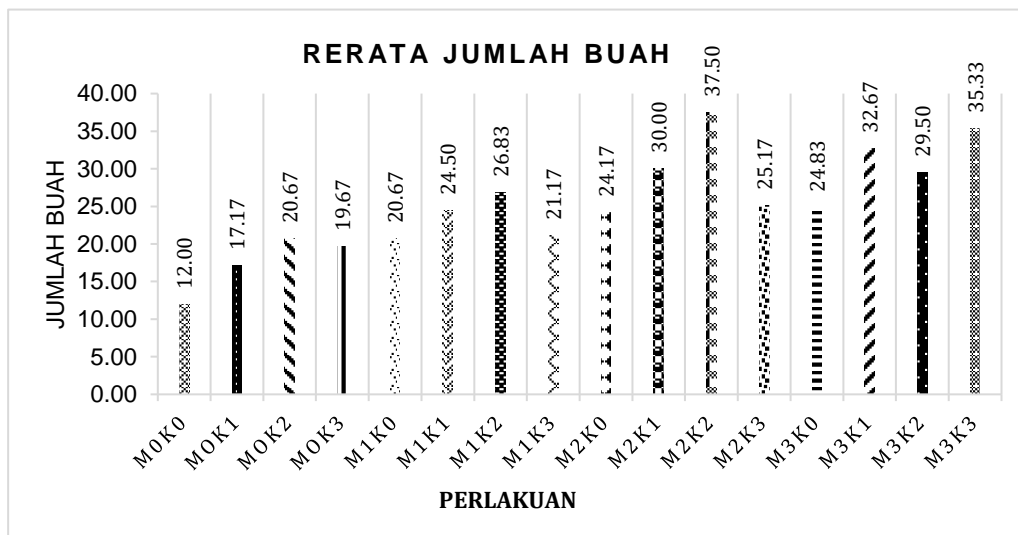 RERATA JUMLAH BUAH
JUMLAH BUAH
40.00
35.00
30.00
25.00
20.00
15.00
10.00
5.00
0.00
12.00
17.17
20.67
19.67
20.67
24.50
26.83
21.17
24.17
30.00
37.50
25.17
24.83
32.67
29.50
35.33
M0K0
MOK1
MOK2
MOK3
M1K0
M1K1
M1K2
M1K3
M2K0
M2K1
M2K2
M2K3
M3K0
M3K1
M3K2
M3K3
PERLAKUAN